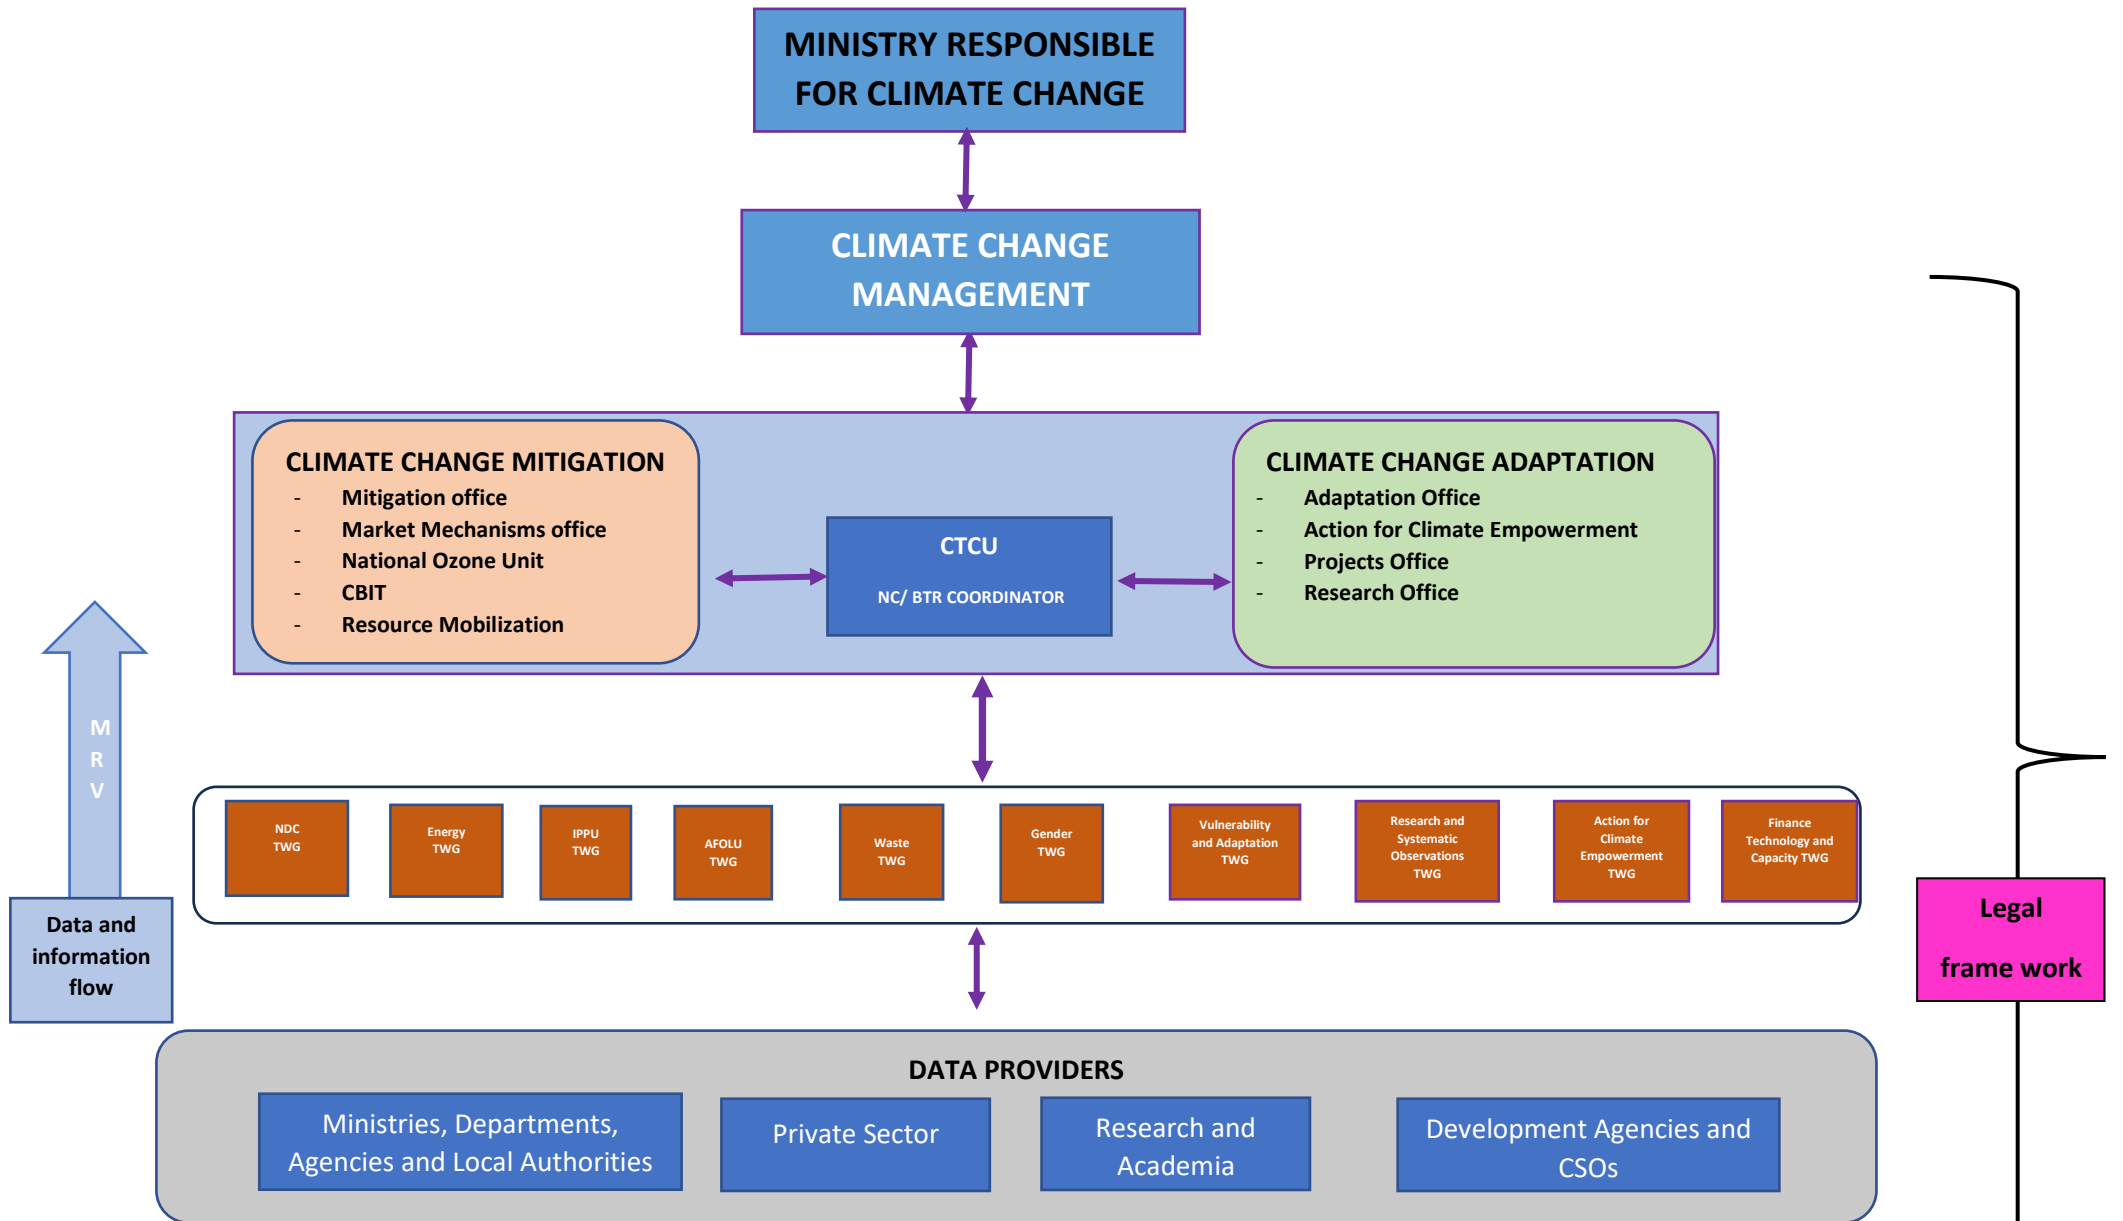 MINISTRY RESPONSIBLE
FOR CLIMATE CHANGE
CLIMATE CHANGE
MANAGEMENT
CLIMATE CHANGE MITIGATION
- Mitigation office
- Market Mechanisms office
- National Ozone Unit
- CBIT
- Resource Mobilization
CTCU
NC/ BTR COORDINATOR
CLIMATE CHANGE ADAPTATION
- Adaptation Office
- Action for Climate Empowerment
- Projects Office
- Research Office
M
R
V
Data and
information
flow
NDC
TWG
Energy
TWG
IPPU
TWG
AFOLU
TWG
Waste
TWG
Gender
TWG
Vulnerability
and Adaptation
TWG
Research and
Systematic
Observations
TWG
Action for
Climate
Empowerment
TWG
Finance
Technology and
Capacity TWG
Legal
frame work
DATA PROVIDERS
Ministries, Departments,
Agencies and Local Authorities
Private Sector
Research and
Academia
Development Agencies and
CSOs